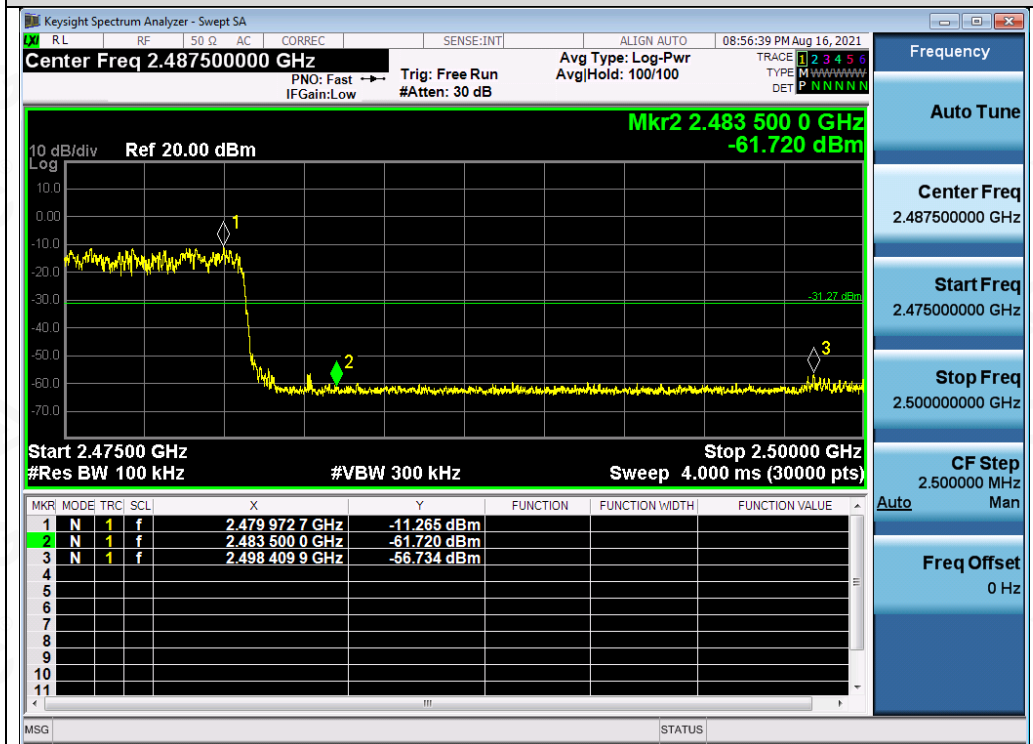 Keysight Spectrum Analyzer - Swept SA
LXI RL RF 50 Ω AC CORREC SENSE:INT ALIGN AUTO 08:56:39 PM Aug 16, 2021
Center Freq 2.487500000 GHz
PNO: Fast
IFGain:Low
Trig: Free Run
#Atten: 30 dB
Avg Type: Log-Pwr
Avg|Hold: 100/100
TRACE 1 2 3 4 5 6
TYPE M WWWWW
DET P N N N N N
Mkr2 2.483 500 0 GHz
-61.720 dBm
10 dB/div Ref 20.00 dBm
Log
10.0
0.00
-10.0
-20.0
-30.0
-40.0
-50.0
-60.0
-70.0
1
2
3
-31.27 dBm
Start 2.47500 GHz Stop 2.50000 GHz
#Res BW 100 kHz #VBW 300 kHz Sweep 4.000 ms (30000 pts)
MKR MODE TRC SCL X Y FUNCTION FUNCTION WIDTH FUNCTION VALUE
1 N 1 f 2.479 972 7 GHz -11.265 dBm
2 N 1 f 2.483 500 0 GHz -61.720 dBm
3 N 1 f 2.498 409 9 GHz -56.734 dBm
4
5
6
7
8
9
10
11
MSG STATUS
Frequency
Auto Tune
Center Freq
2.487500000 GHz
Start Freq
2.475000000 GHz
Stop Freq
2.500000000 GHz
CF Step
2.500000 MHz
Auto Man
Freq Offset
0 Hz